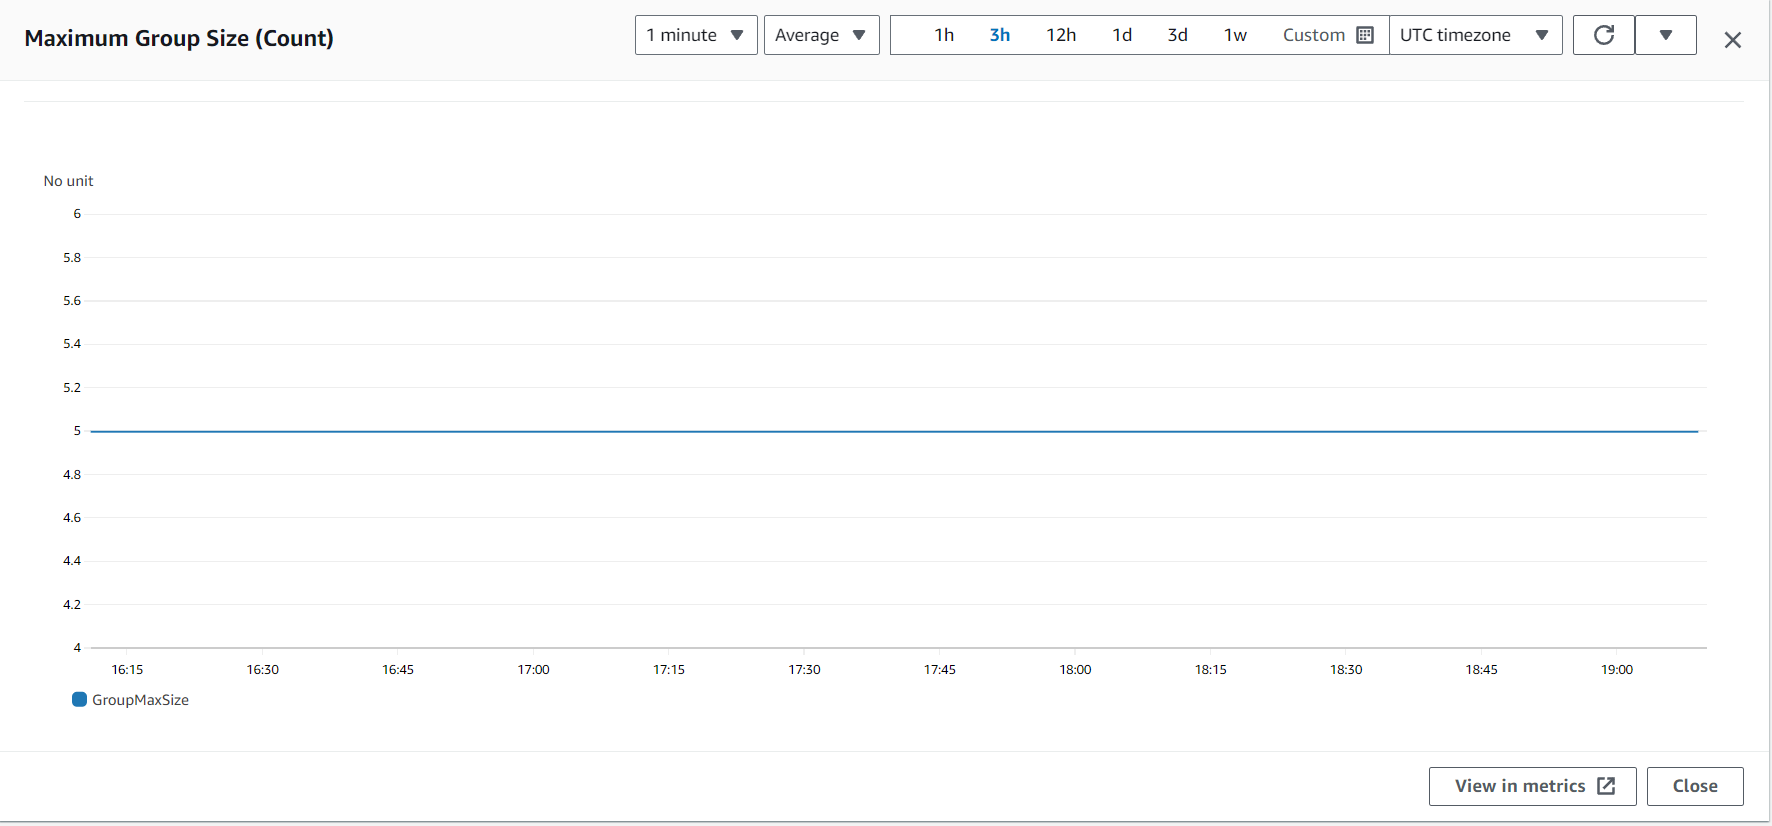 Maximum Group Size (Count)
1 minute
Average
1h
3h
12h
1d
3d
1w
Custom
UTC timezone
No unit
6
5.8
5.6
5.4
5.2
5
4.8
4.6
4.4
4.2
4
16:15
16:30
16:45
17:00
17:15
17:30
17:45
18:00
18:15
18:30
18:45
19:00
GroupMaxSize
View in metrics
Close